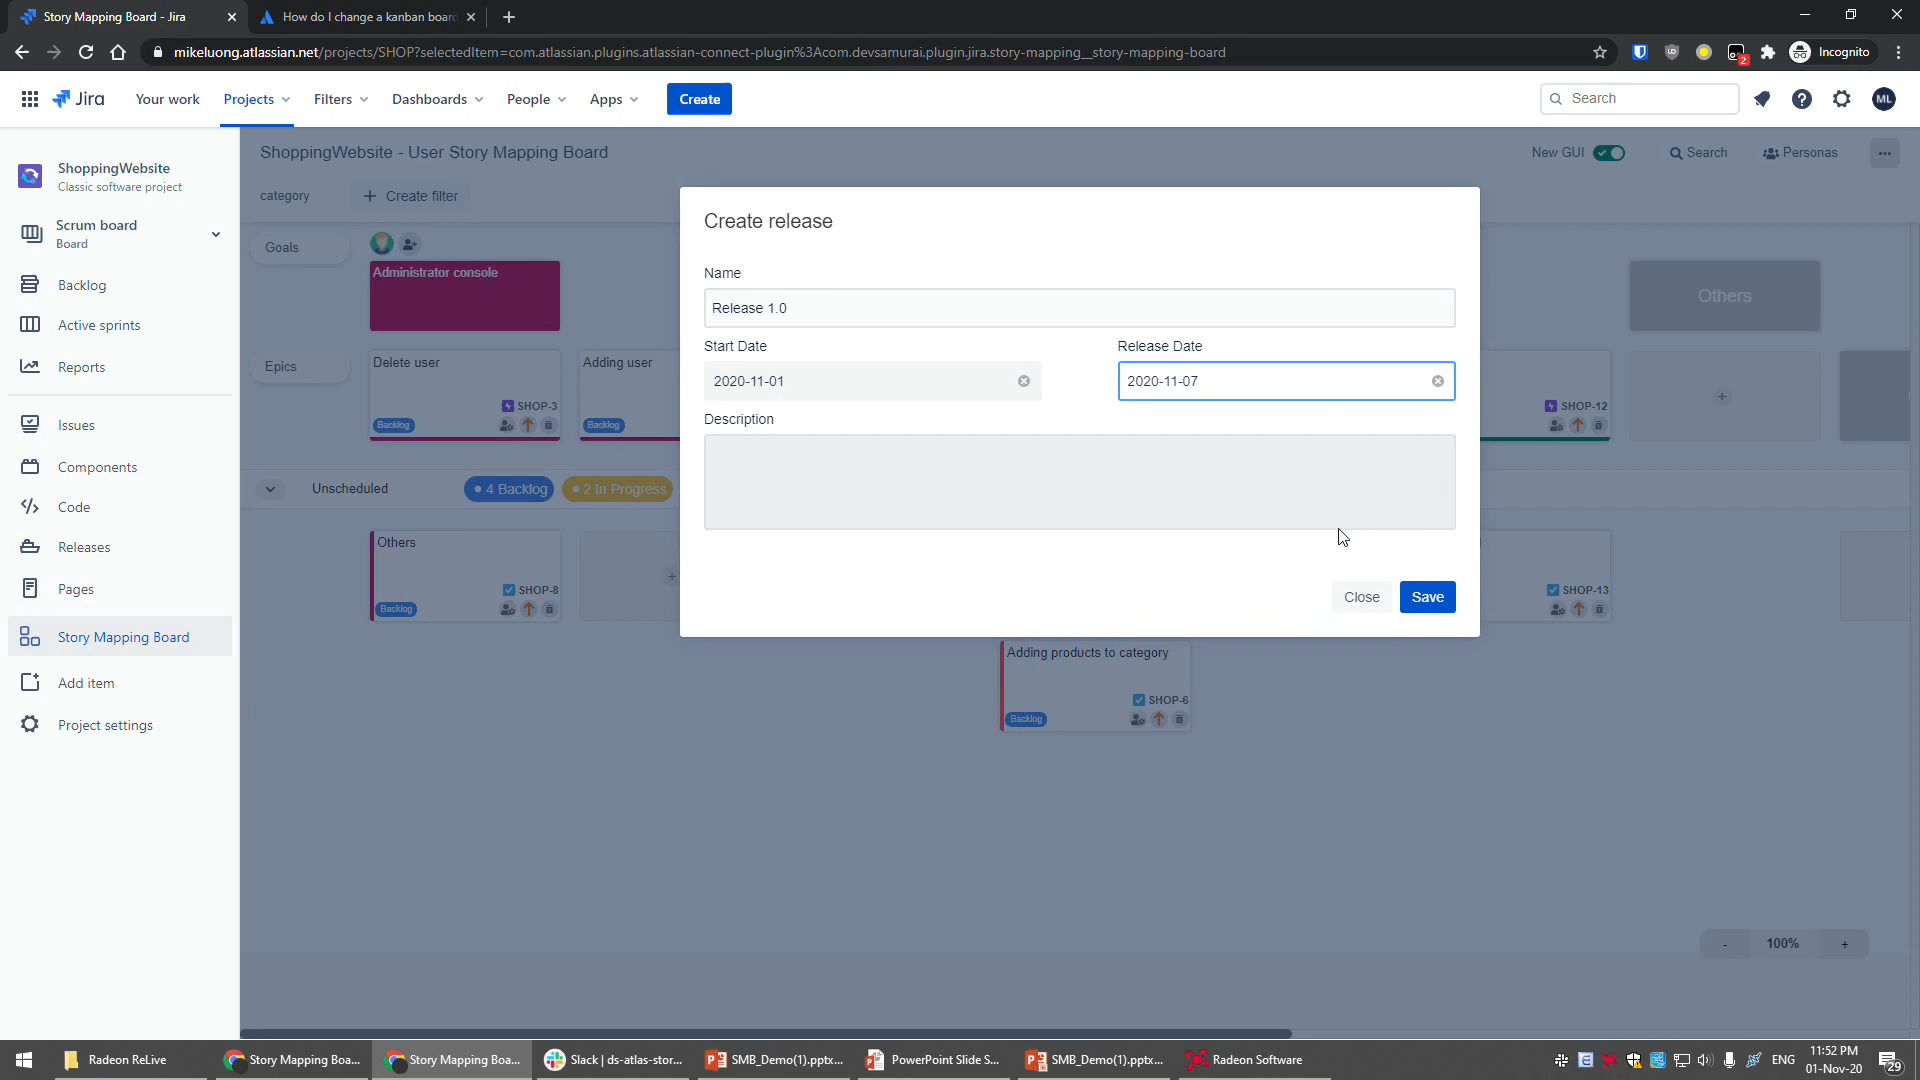 Story Mapping Board - Jira
How do I change a kanban board
mikeluong.atlassian.net/projects/SHOP?selectedItem=com.atlassian.plugins.atlassian-connect-plugin%3Acom.devsamurai.plugin.jira.story-mapping__story-mapping-board
2
Incognito
Jira
Your work
Projects
Filters
Dashboards
People
Apps
Create
Search
ML
ShoppingWebsite
Classic software project
Scrum board
Board
Backlog
Active sprints
Reports
Issues
Components
Code
Releases
Pages
Story Mapping Board
Add item
Project settings
ShoppingWebsite - User Story Mapping Board
New GUI
Search
Personas
category
+ Create filter
Goals
Administrator console
Others
Epics
Delete user
SHOP-3
Backlog
Adding user
Backlog
SHOP-12
+
Unscheduled
4 Backlog
2 In Progress
Others
SHOP-8
Backlog
+
SHOP-13
Adding products to category
SHOP-6
Backlog
Create release
Name
Release 1.0
Start Date
Release Date
2020-11-01
2020-11-07
Description
Close
Save
- 100% +
Radeon ReLive
Story Mapping Boa...
Story Mapping Boa...
Slack | ds-atlas-stor...
SMB_Demo(1).pptx...
PowerPoint Slide S...
SMB_Demo(1).pptx...
Radeon Software
ENG
11:52 PM
01-Nov-20
29